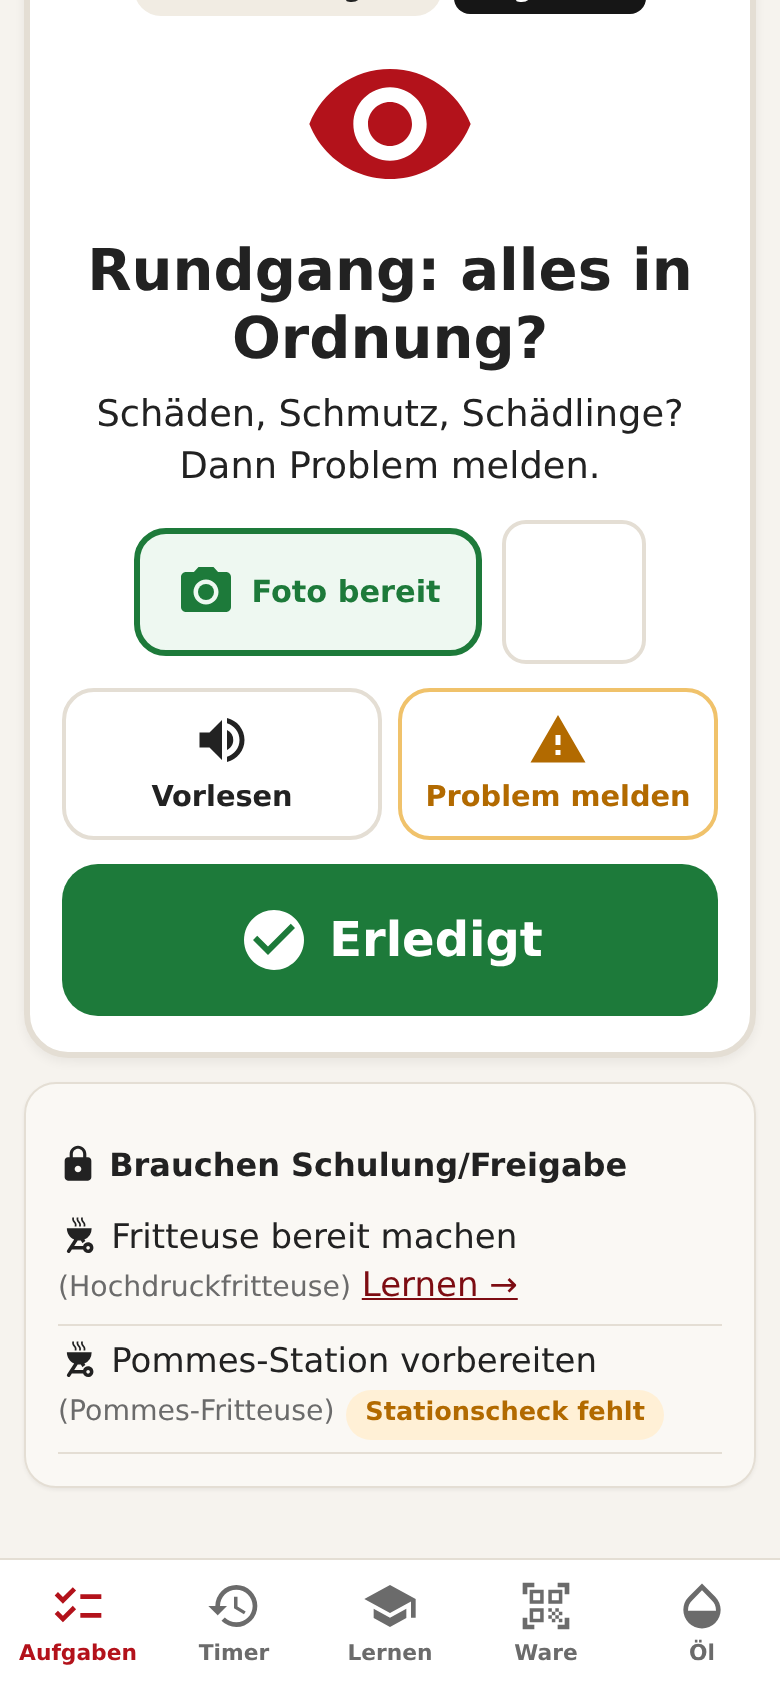 Rundgang: alles in
Ordnung?
Schäden, Schmutz, Schädlinge?
Dann Problem melden.
Foto bereit
Vorlesen
Problem melden
Erledigt
Brauchen Schulung/Freigabe
Fritteuse bereit machen
(Hochdruckfritteuse) Lernen →
Pommes-Station vorbereiten
(Pommes-Fritteuse) Stationscheck fehlt
Aufgaben
Timer
Lernen
Ware
Öl